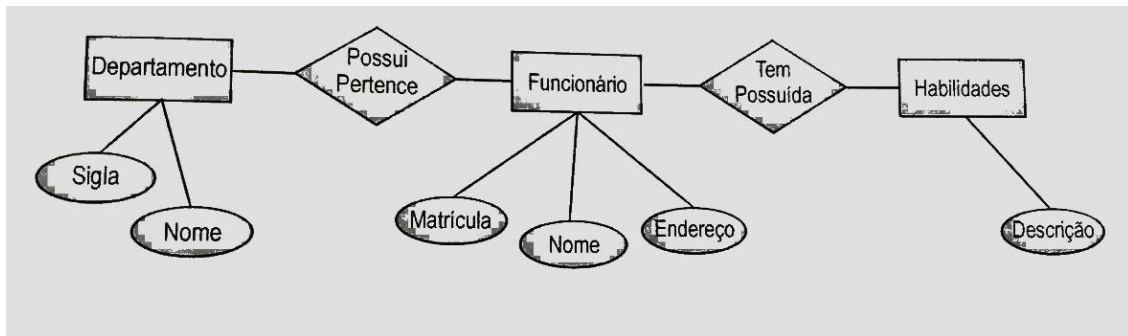 Departamento
Possui
Pertence
Funcionário
Tem
Possuída
Habilidades
Sigla
Nome
Matrícula
Nome
Endereço
Descrição